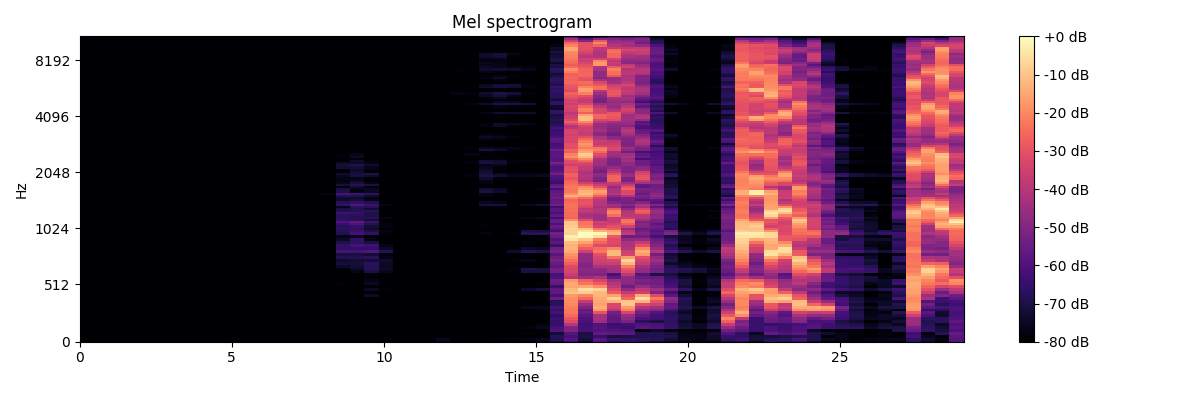 Mel spectrogram
Hz
8192
4096
2048
1024
512
0
0 5 10 15 20 25
Time
+0 dB
-10 dB
-20 dB
-30 dB
-40 dB
-50 dB
-60 dB
-70 dB
-80 dB